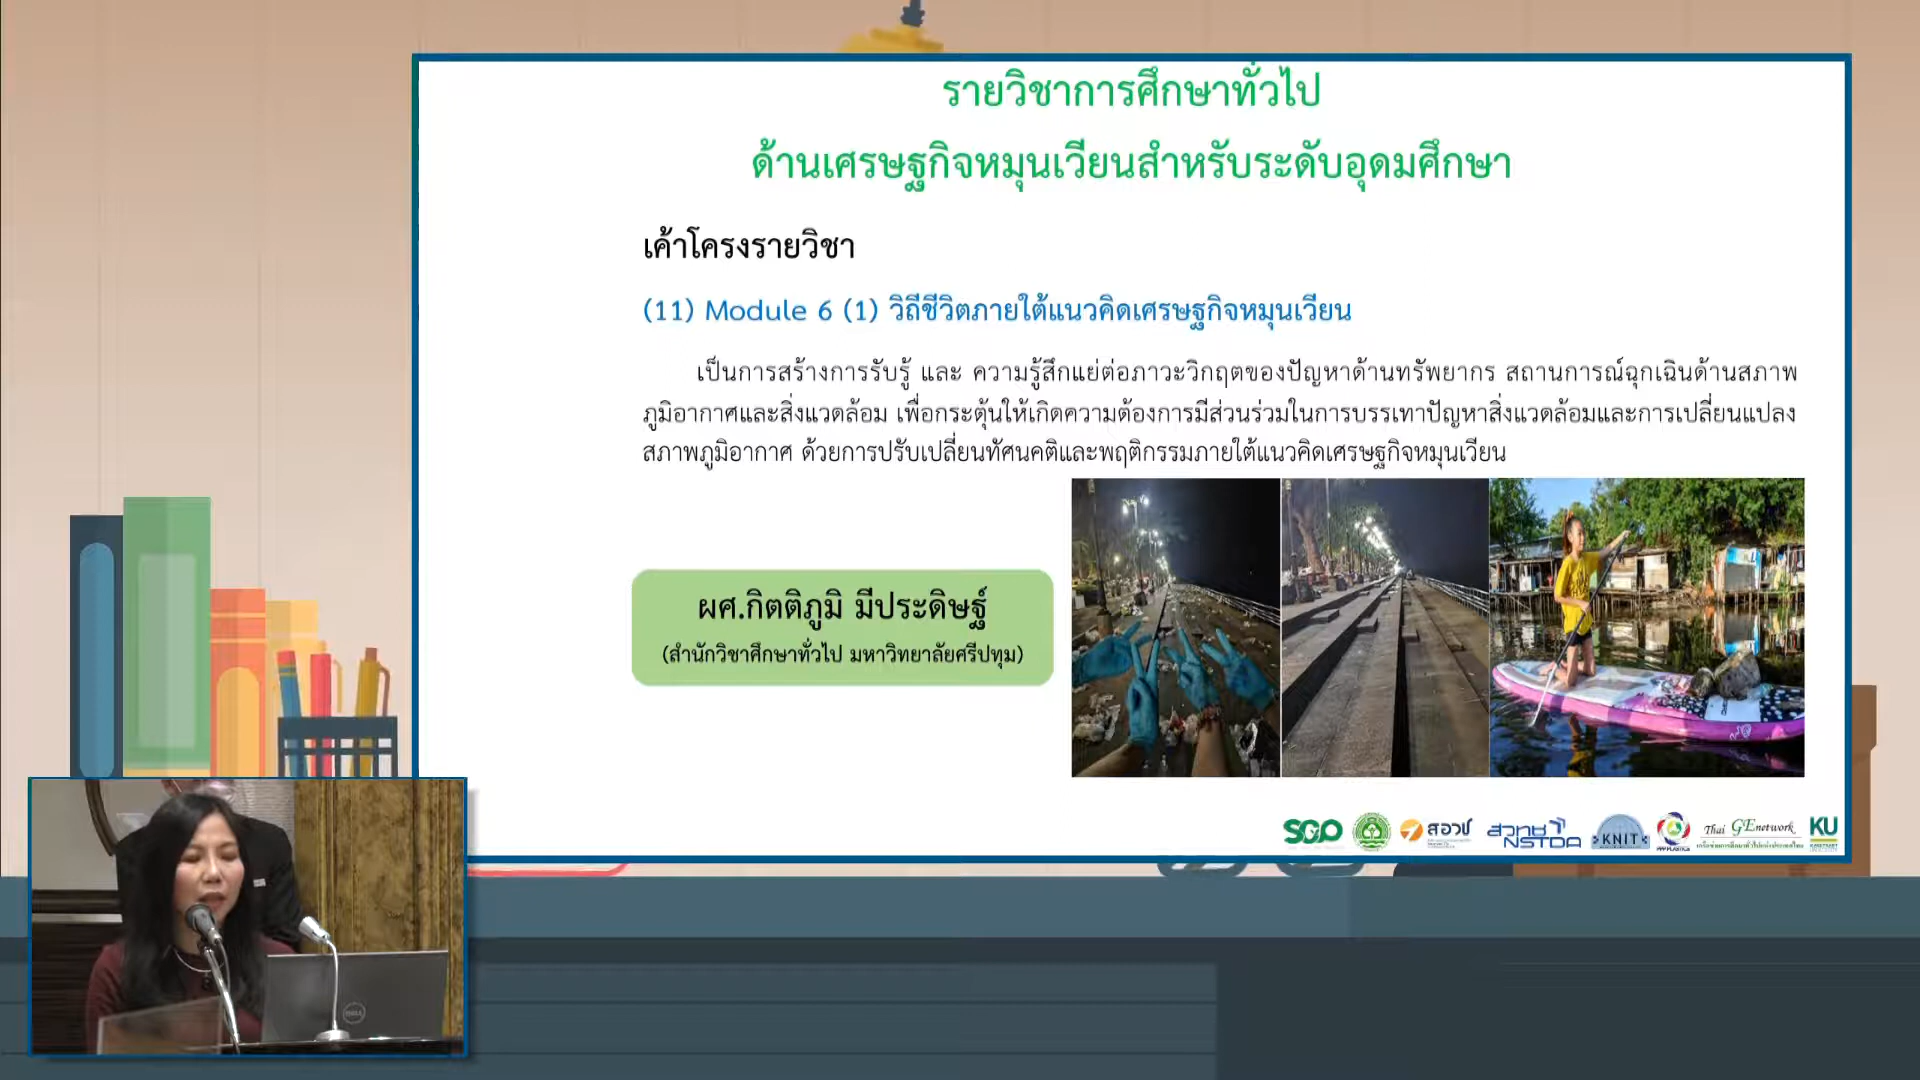 รายวิชาการศึกษาทั่วไป
ด้านเศรษฐกิจหมุนเวียนสำหรับระดับอุดมศึกษา
เค้าโครงรายวิชา
(11) Module 6 (1) วิถีชีวิตภายใต้แนวคิดเศรษฐกิจหมุนเวียน
เป็นการสร้างการรับรู้ และ ความรู้สึกแย่ต่อภาวะวิกฤตของปัญหาด้านทรัพยากร สถานการณ์ฉุกเฉินด้านสภาพ
ภูมิอากาศและสิ่งแวดล้อม เพื่อกระตุ้นให้เกิดความต้องการมีส่วนร่วมในการบรรเทาปัญหาสิ่งแวดล้อมและการเปลี่ยนแปลง
สภาพภูมิอากาศ ด้วยการปรับเปลี่ยนทัศนคติและพฤติกรรมภายใต้แนวคิดเศรษฐกิจหมุนเวียน
ผศ.กิตติภูมิ มีประดิษฐ์
(สำนักวิชาศึกษาทั่วไป มหาวิทยาลัยศรีปทุม)
สอวช สวทช NSTDA KNIT PPP PLASTICS Thai GEnetwork KU
DELL